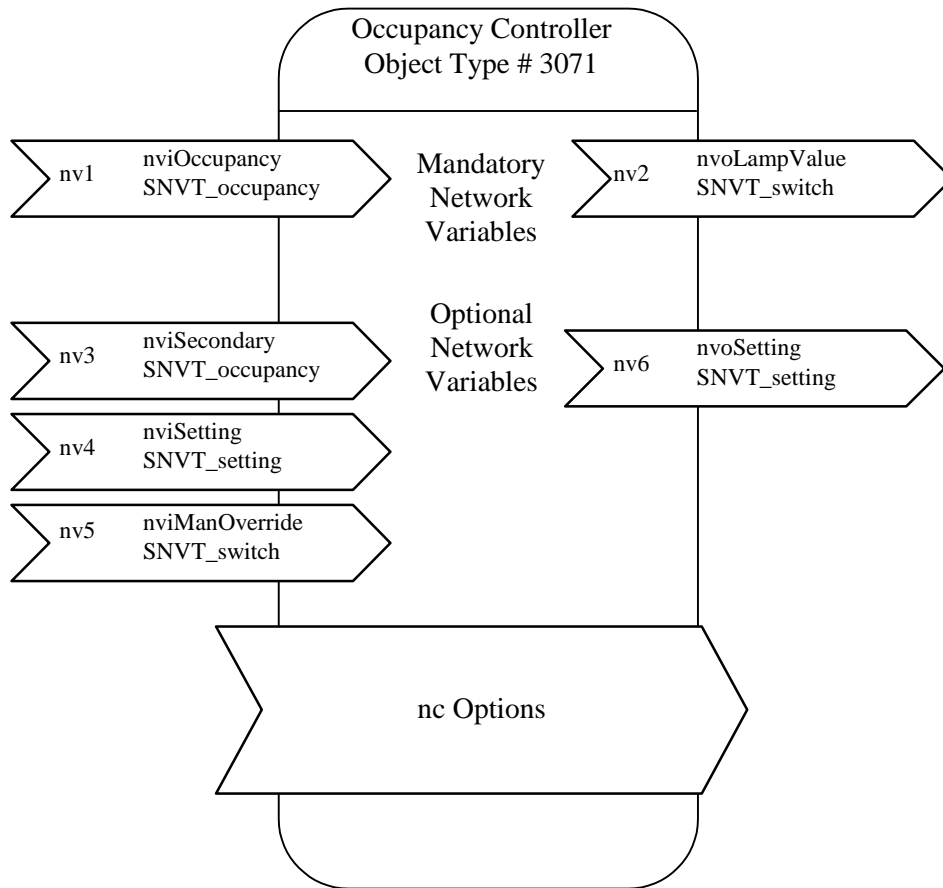 Occupancy Controller
Object Type # 3071
nv1
nviOccupancy
SNVT_occupancy
Mandatory
Network
Variables
nv2
nvoLampValue
SNVT_switch
nv3
nviSecondary
SNVT_occupancy
Optional
Network
Variables
nv6
nvoSetting
SNVT_setting
nv4
nviSetting
SNVT_setting
nv5
nviManOverride
SNVT_switch
nc Options